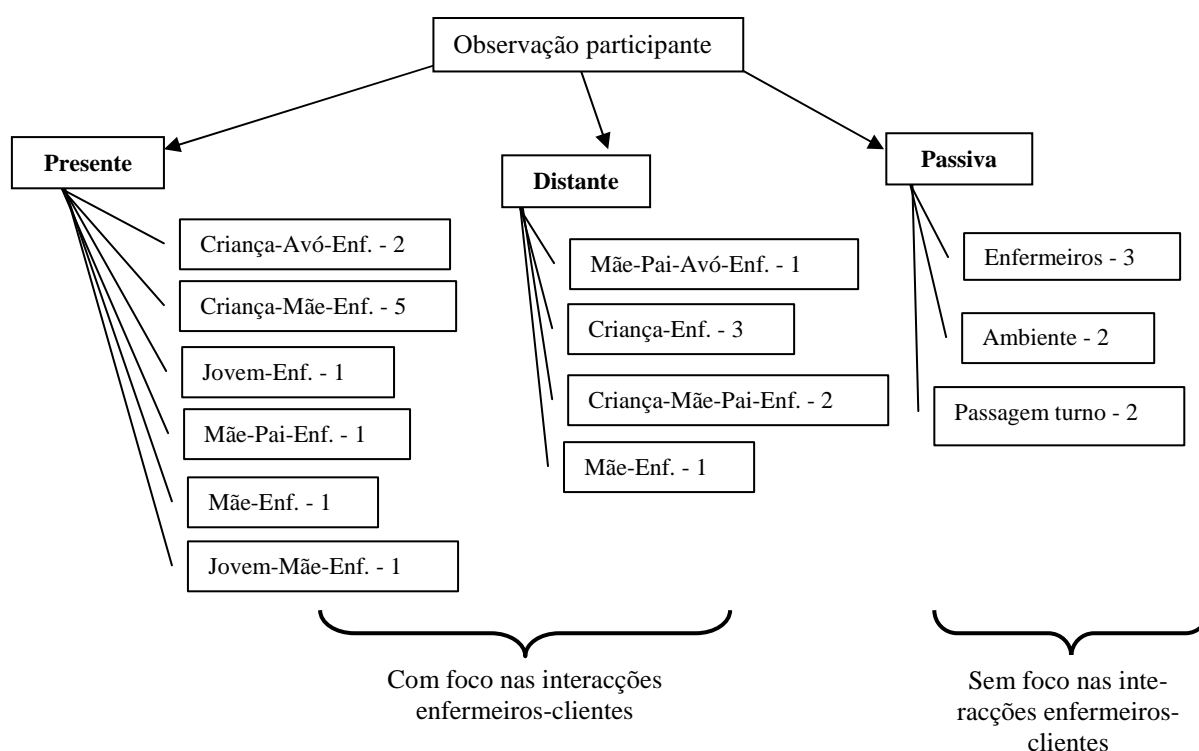 Observação participante
Presente
Criança-Avó-Enf. - 2
Criança-Mãe-Enf. - 5
Jovem-Enf. - 1
Mãe-Pai-Enf. - 1
Mãe-Enf. - 1
Jovem-Mãe-Enf. - 1
Distante
Mãe-Pai-Avó-Enf. - 1
Criança-Enf. - 3
Criança-Mãe-Pai-Enf. - 2
Mãe-Enf. - 1
Passiva
Enfermeiros - 3
Ambiente - 2
Passagem turno - 2
Com foco nas interacções
enfermeiros-clientes
Sem foco nas inte-
racções enfermeiros-
clientes